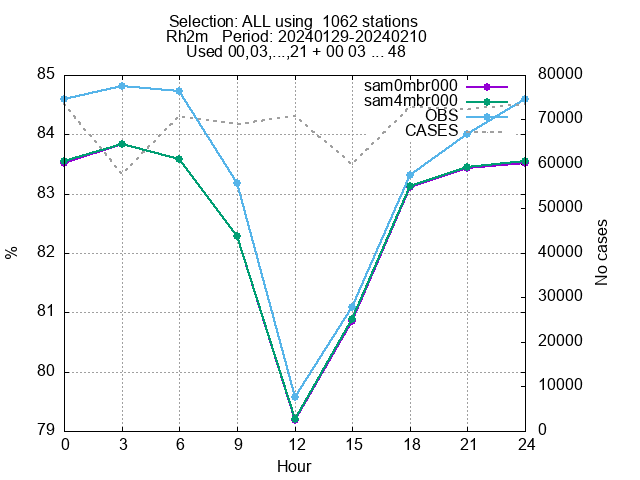 Selection: ALL using  1062 stations
Rh2m   Period: 20240129-20240210
Used 00,03,...,21 + 00 03 ... 48
sam0mbr000
sam4mbr000
OBS
CASES
85
84
83
82
81
80
79
%
80000
70000
60000
50000
40000
30000
20000
10000
0
No cases
0 3 6 9 12 15 18 21 24
Hour